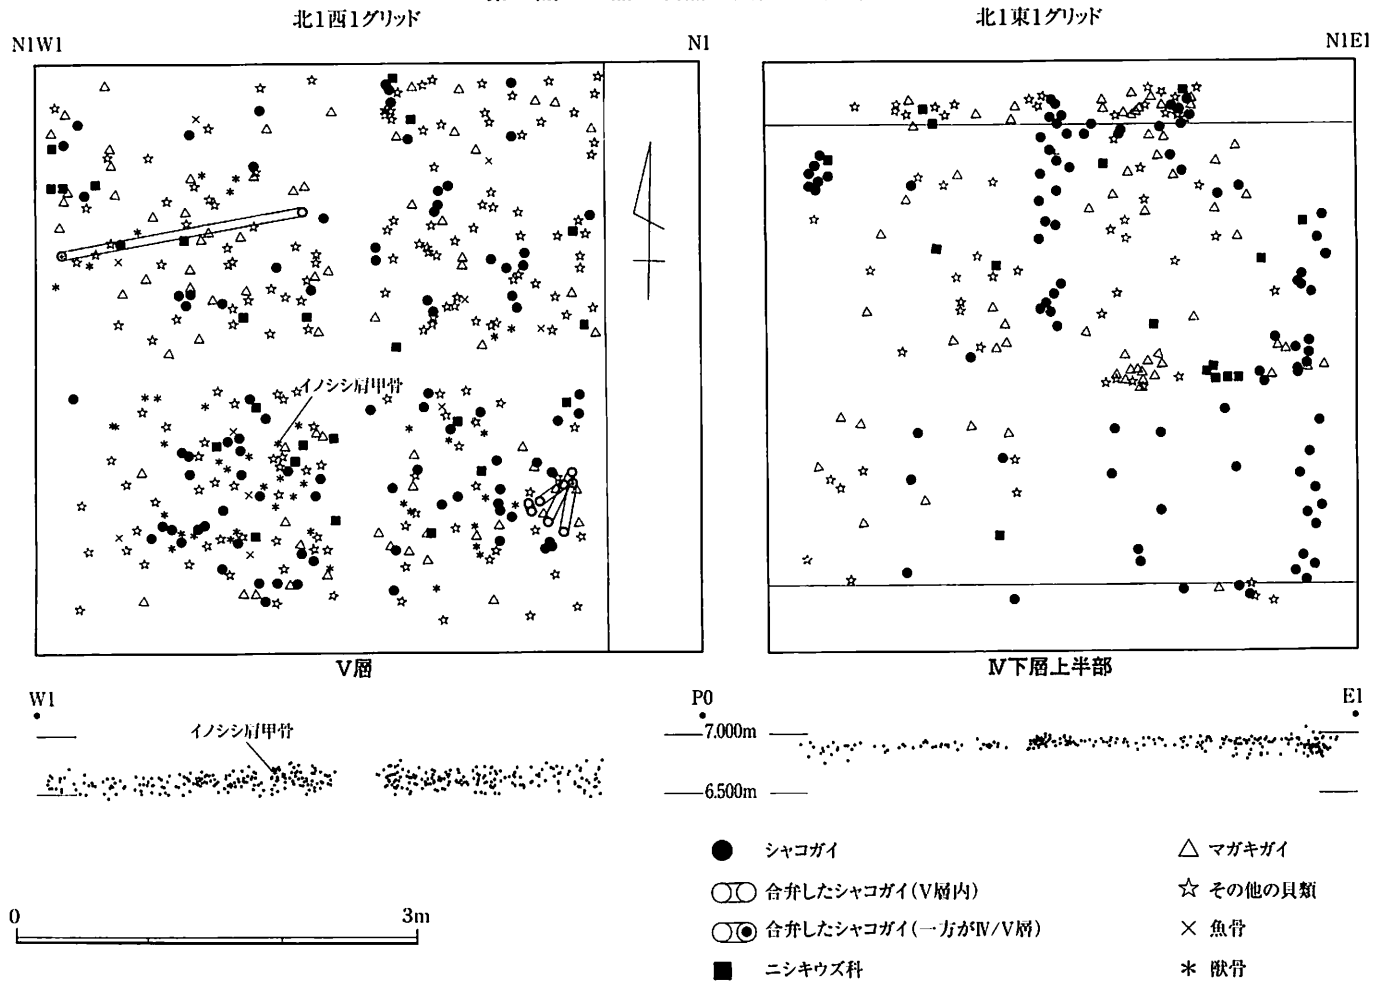 北1西1グリッド
北1東1グリッド
N1W1
N1
N1E1
イノシシ肩甲骨
V層
Ⅳ下層上半部
W1
P0
E1
イノシシ肩甲骨
7.000m
6.500m
シャコガイ
マガキガイ
合弁したシャコガイ(V層内)
その他の貝類
合弁したシャコガイ(一方がⅣ/V層)
魚骨
ニシキウズ科
獣骨
0
3m